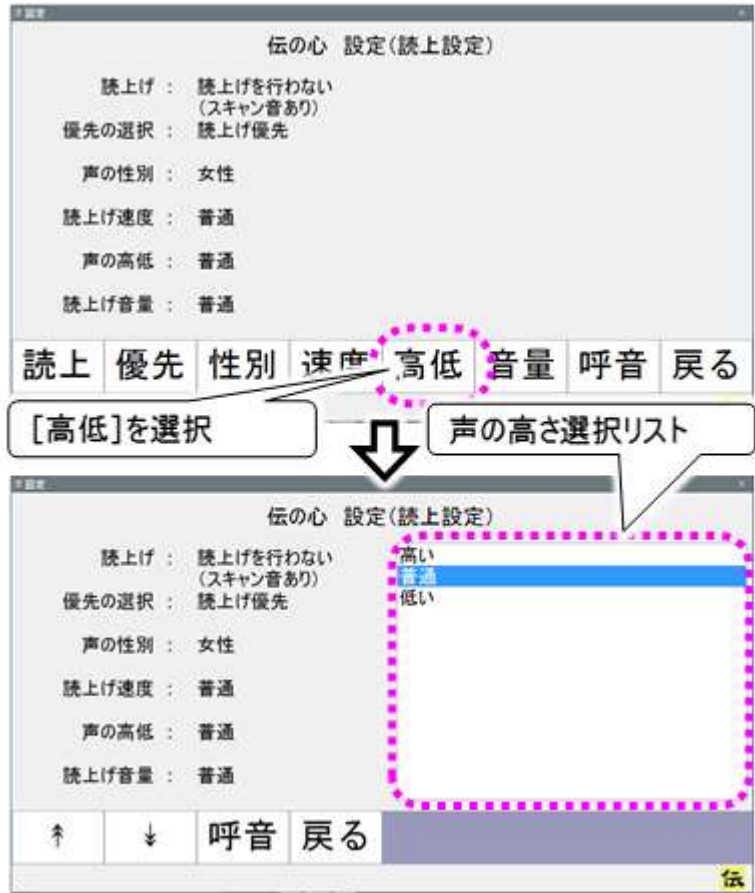 設定
伝の心 設定(読上設定)
読上げ : 読上げを行わない
(スキャン音あり)
優先の選択 : 読上げ優先
声の性別 : 女性
読上げ速度 : 普通
声の高低 : 普通
読上げ音量 : 普通
読上 優先 性別 速度 高低 音量 呼音 戻る
[高低]を選択
声の高さ選択リスト
設定
伝の心 設定(読上設定)
読上げ : 読上げを行わない
(スキャン音あり)
優先の選択 : 読上げ優先
声の性別 : 女性
読上げ速度 : 普通
声の高低 : 普通
読上げ音量 : 普通
高い
普通
低い
↟ ↡ 呼音 戻る
伝